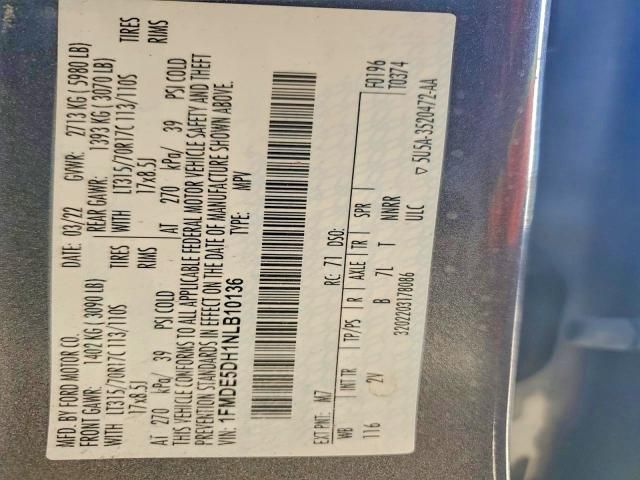 MFD. BY FORD MOTOR CO.
DATE: 03/22 GVWR: 2713 KG ( 5980 LB)
FRONT GAWR: 1402 KG ( 3090 LB) REAR GAWR: 1393 KG ( 3070 LB)
WITH LT315/70R17C 113/110S TIRES WITH LT315/70R17C 113/110S TIRES
17x8.5J RIMS 17x8.5J RIMS
AT 270 kPa/ 39 PSI COLD AT 270 kPa/ 39 PSI COLD
THIS VEHICLE CONFORMS TO ALL APPLICABLE FEDERAL MOTOR VEHICLE SAFETY AND THEFT
PREVENTION STANDARDS IN EFFECT ON THE DATE OF MANUFACTURE SHOWN ABOVE.
VIN: 1FMDE5DH1NLB10136 TYPE: MPV
F0196
T0374
EXT PNT: M7 RC: 71 DSO:
WB INT TR TP/PS R AXLE TR SPR
116 2V B 7L T NNRR
5U5A-3520472-AA
3202203178086 ULC